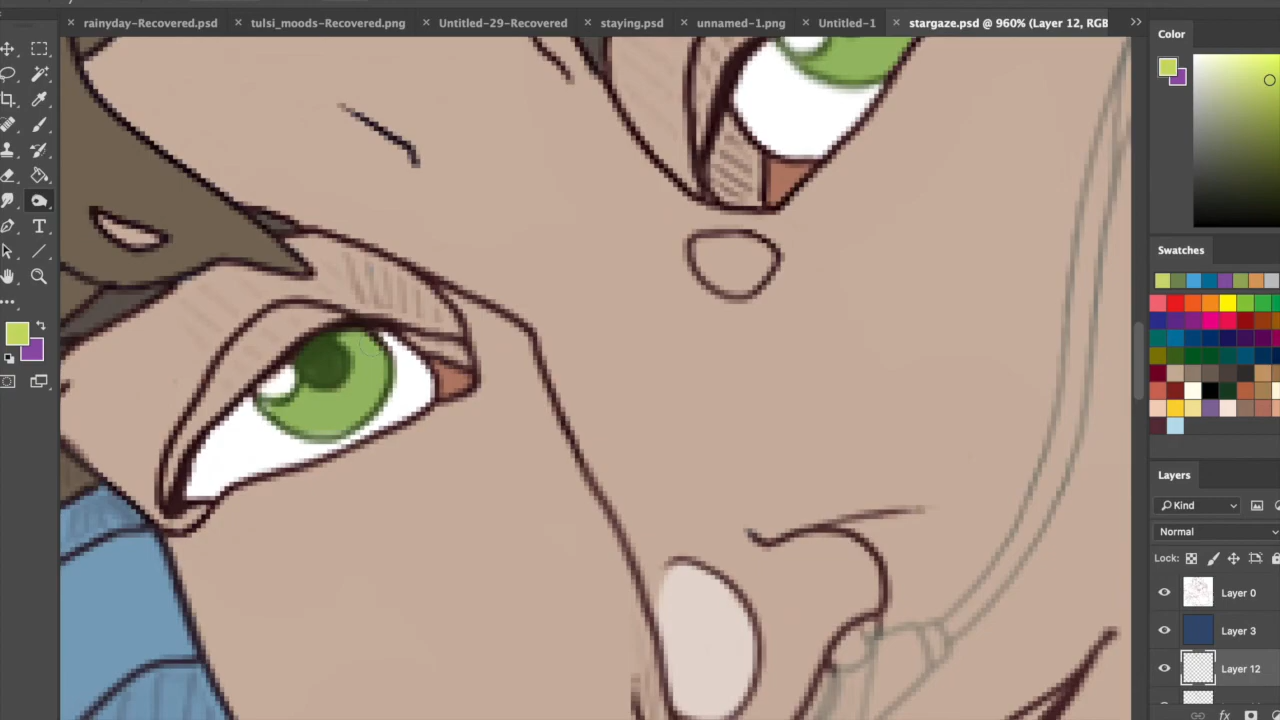 rainyday-Recovered.psd
tulsi_moods-Recovered.png
Untitled-29-Recovered
staying.psd
unnamed-1.png
Untitled-1
stargaze.psd @ 960% (Layer 12, RGB
Color
Swatches
Layers
Kind
Normal
Lock:
Layer 0
Layer 3
Layer 12
fx